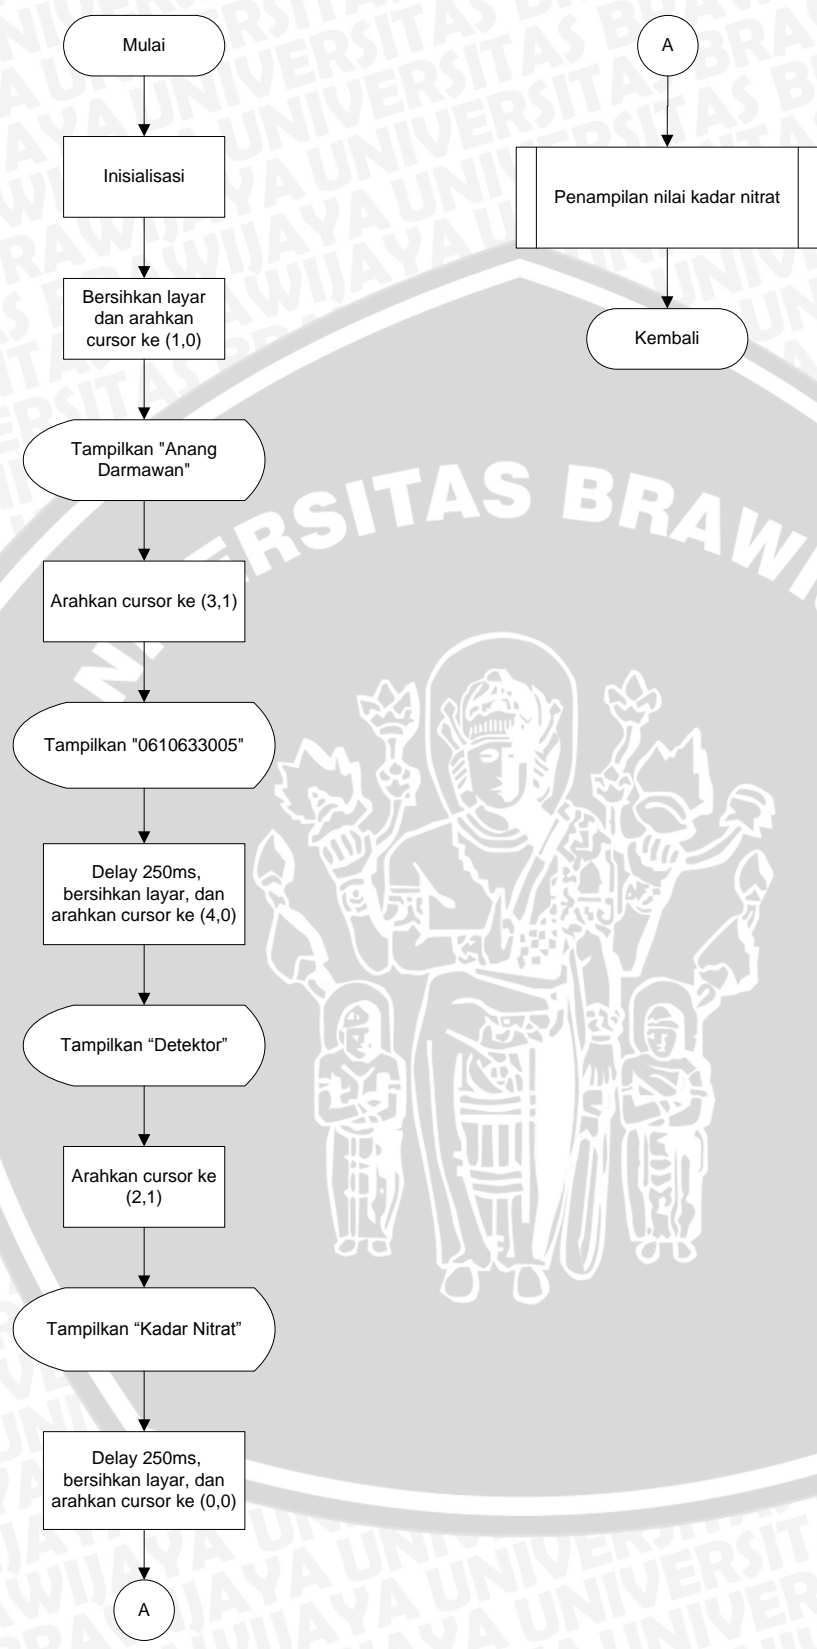 Mulai
Inisialisasi
Bersihkan layar
dan arahkan
cursor ke (1,0)
Tampilkan "Anang
Darmawan"
Arahkan cursor ke (3,1)
Tampilkan "0610633005"
Delay 250ms,
bersihkan layar, dan
arahkan cursor ke (4,0)
Tampilkan “Detektor”
Arahkan cursor ke
(2,1)
Tampilkan “Kadar Nitrat”
Delay 250ms,
bersihkan layar, dan
arahkan cursor ke (0,0)
A
A
Penampilan nilai kadar nitrat
Kembali